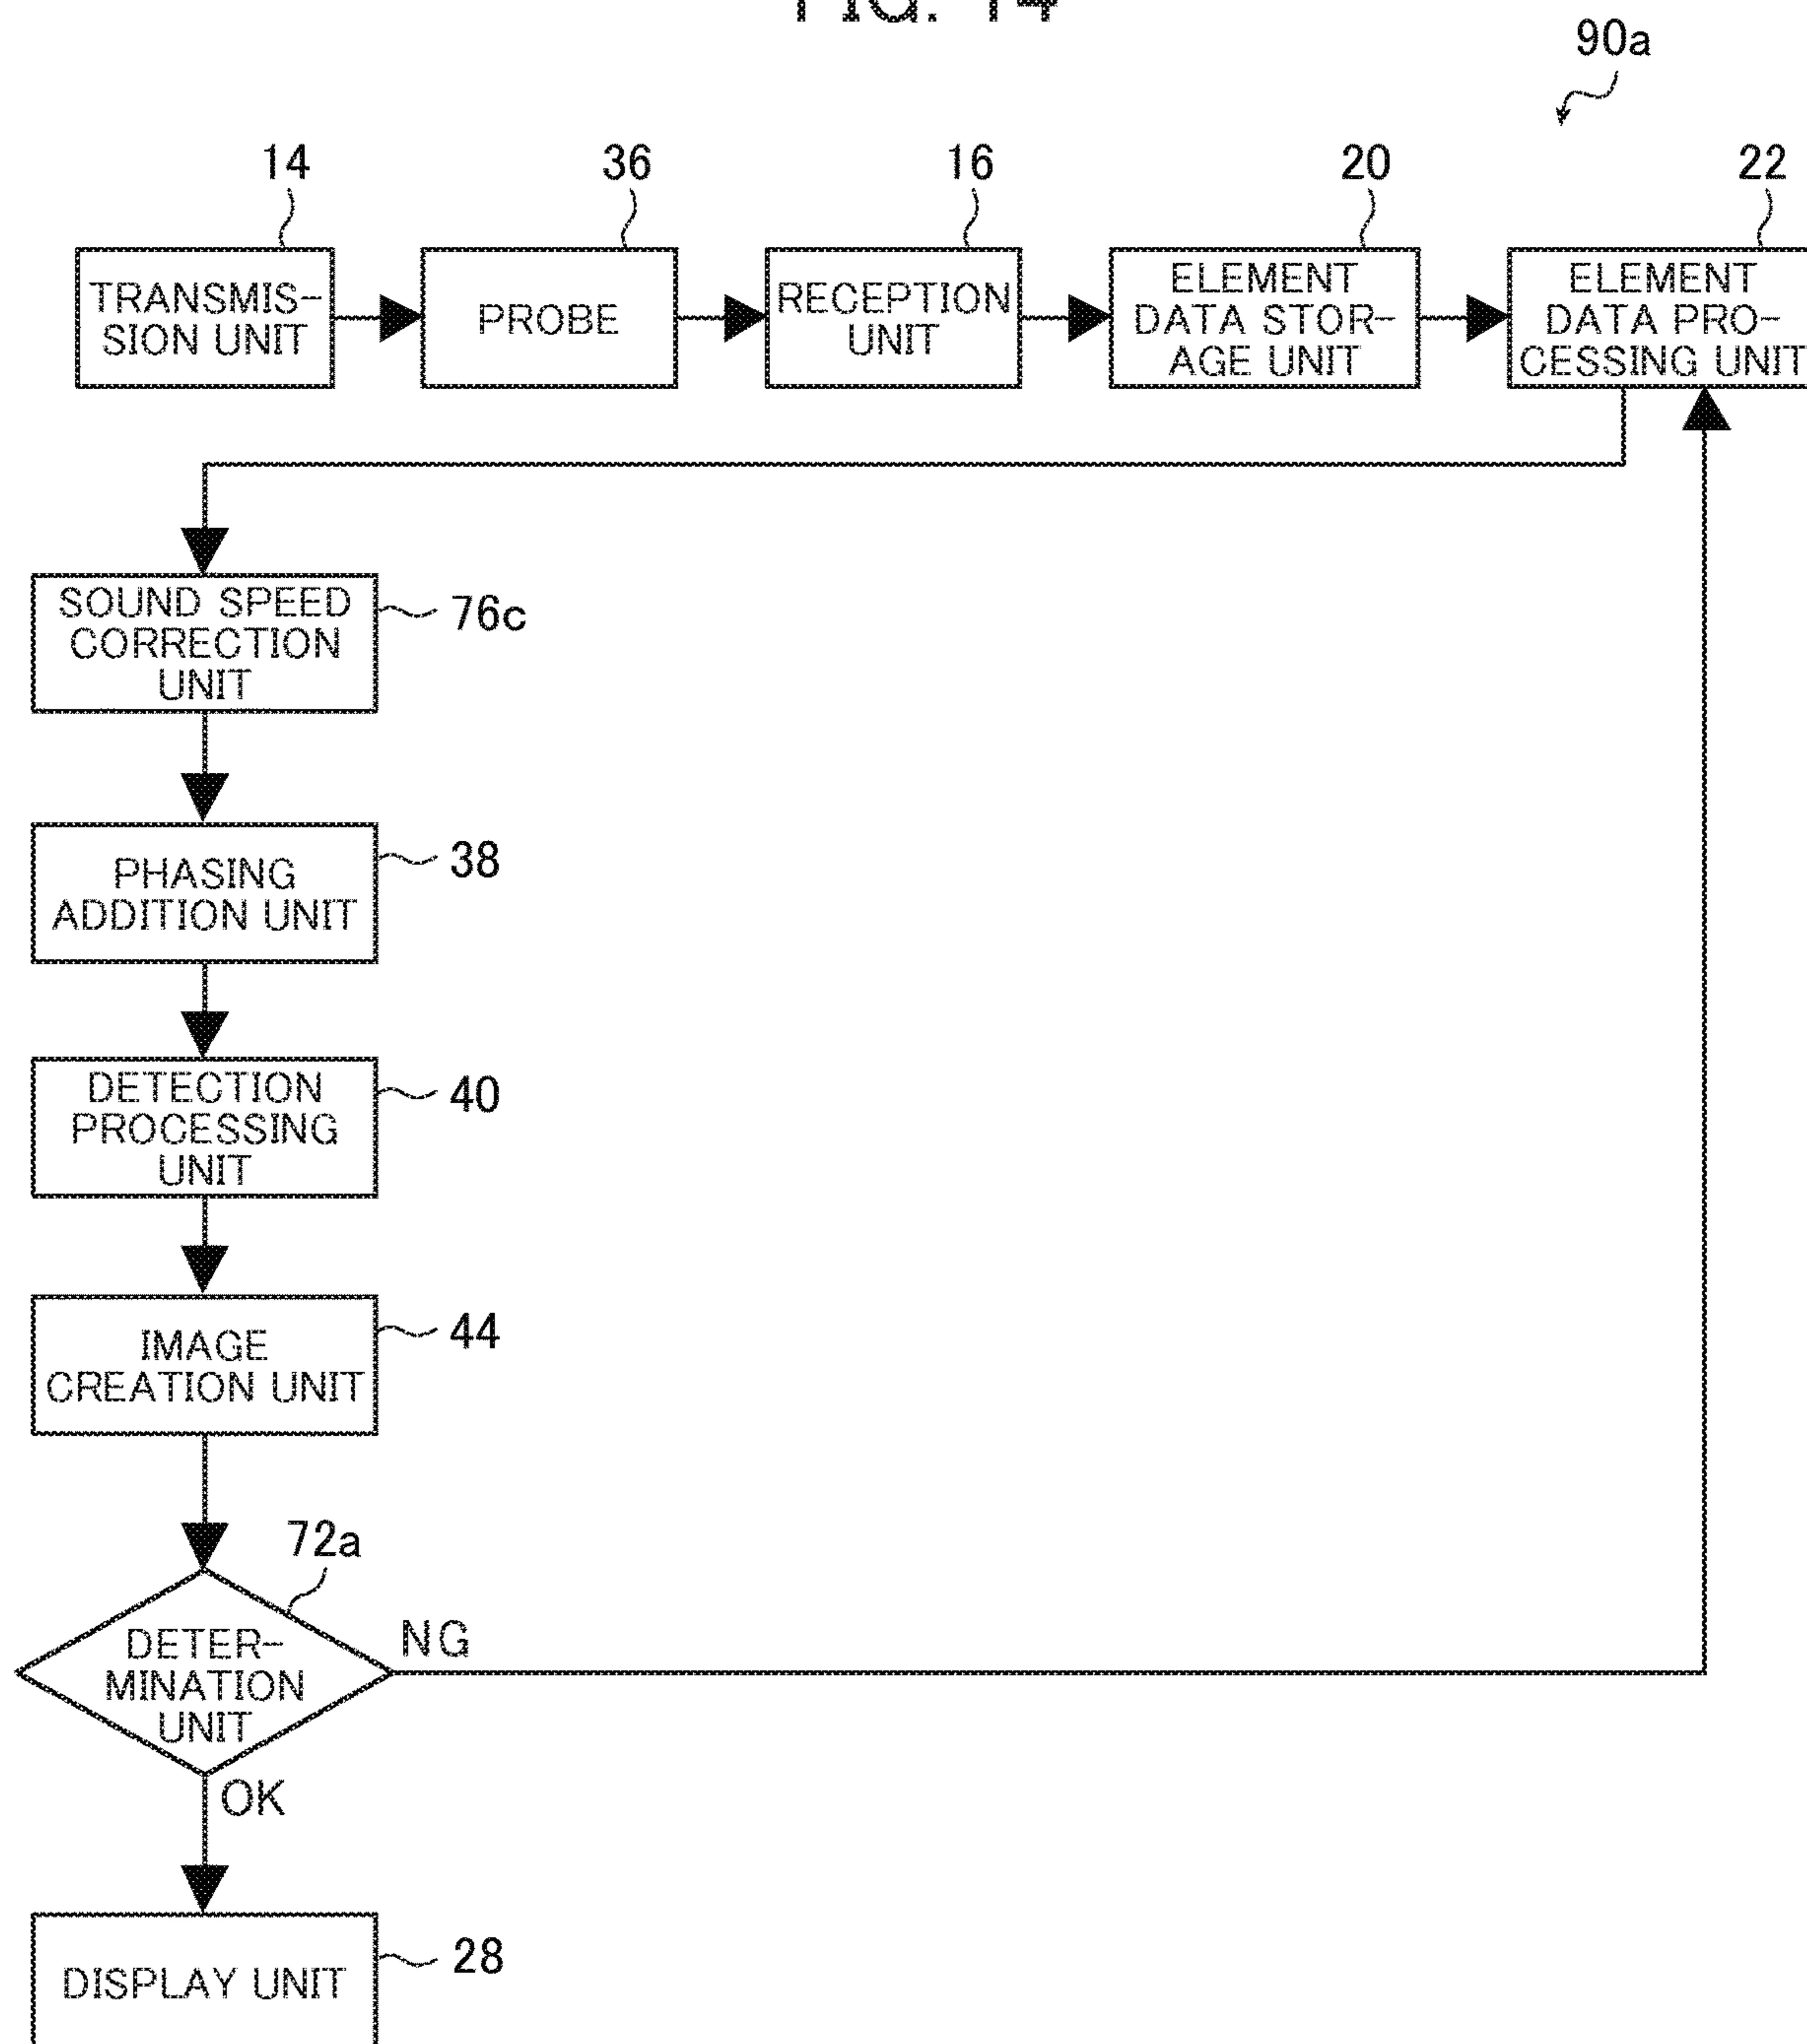 FIG. 14
90a
14
36
16
20
22
TRANSMIS-
SION UNIT
PROBE
RECEPTION
UNIT
ELEMENT
DATA STOR-
AGE UNIT
ELEMENT
DATA PRO-
CESSING UNIT
SOUND SPEED
CORRECTION
UNIT
76c
PHASING
ADDITION UNIT
38
DETECTION
PROCESSING
UNIT
40
IMAGE
CREATION UNIT
44
72a
DETER-
MINATION
UNIT
NG
OK
DISPLAY UNIT
28